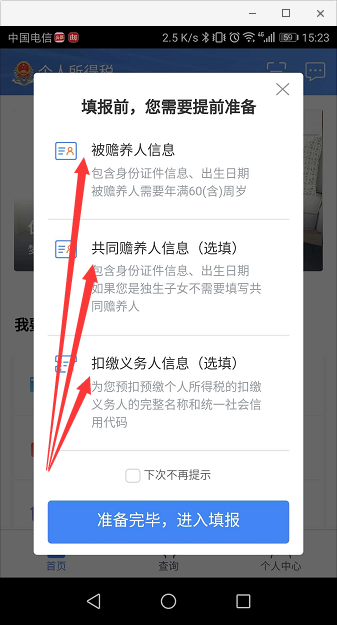 中国电信
2.5 K/s
4G
59
15:23
个人所得税
填报前，您需要提前准备
被赡养人信息
包含身份证件信息、出生日期
被赡养人需要年满60(含)周岁
共同赡养人信息（选填）
包含身份证件信息、出生日期
如果您是独生子女不需要填写共
同赡养人
扣缴义务人信息（选填）
为您预扣预缴个人所得税的扣缴
义务人的完整名称和统一社会信
用代码
下次不再提示
准备完毕，进入填报
首页
查询
个人中心